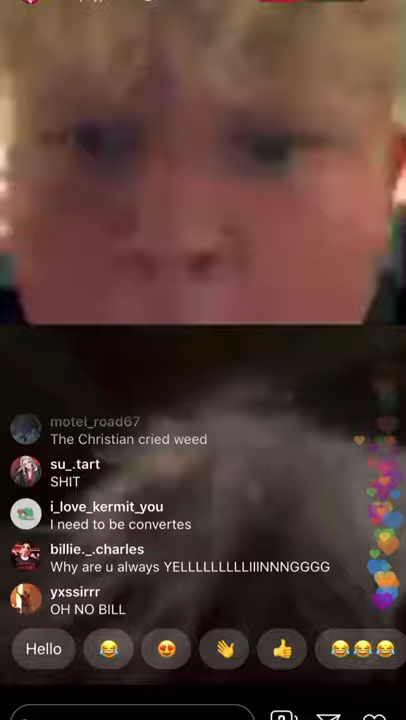 motel_road67
The Christian cried weed
su_.tart
SHIT
i_love_kermit_you
I need to be convertes
billie._.charles
Why are u always YELLLLLLLLLIIINNNGGGG
yxssirrr
OH NO BILL
Hello